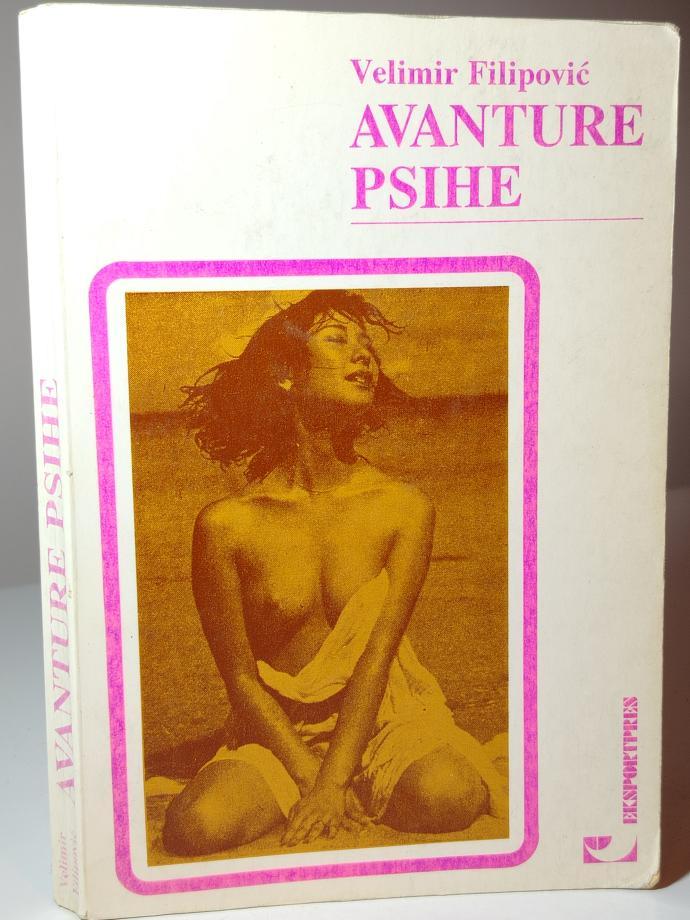 Velimir Filipović
AVANTURE
PSIHE
EKSPORTPRES
Velimir
Filipović
AVANTURE PSIHE